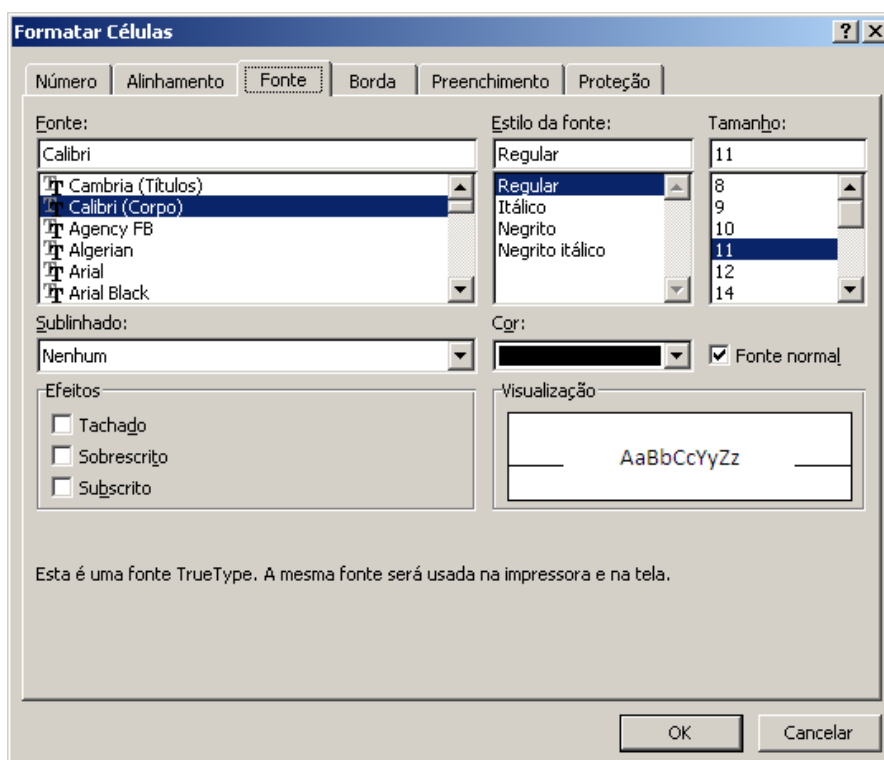 Formatar Células
Número Alinhamento Fonte Borda Preenchimento Proteção
Fonte: Estilo da fonte: Tamanho:
Calibri Regular 11
Cambria (Títulos) Regular 8
Calibri (Corpo) Itálico 9
Agency FB Negrito 10
Algerian Negrito itálico 11
Arial 12
Arial Black 14
Sublinhado: Cor:
Nenhum Fonte normal
Efeitos Visualização
Tachado
Sobrescrito AaBbCcYyZz
Subscrito
Esta é uma fonte TrueType. A mesma fonte será usada na impressora e na tela.
OK Cancelar